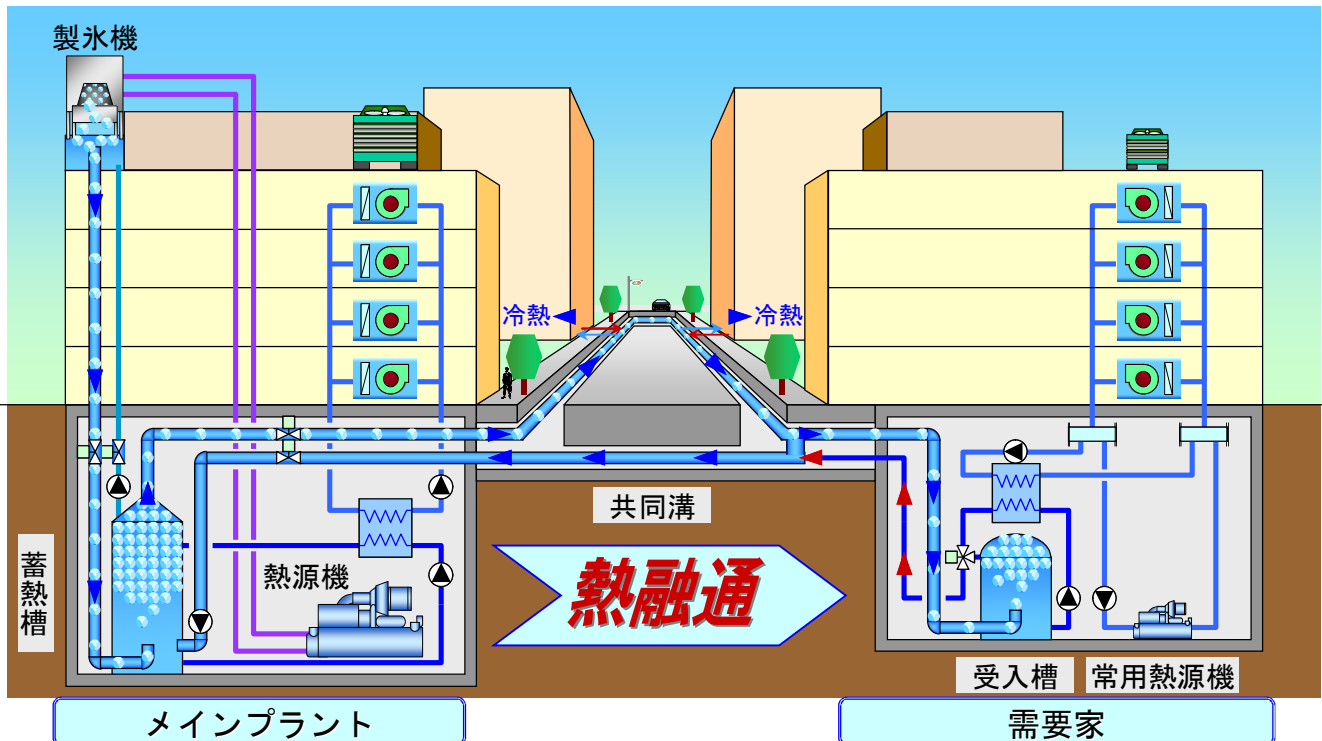 製氷機
冷熱
冷熱
共同溝
蓄熱槽
熱源機
熱融通
受入槽
常用熱源機
メインプラント
需要家